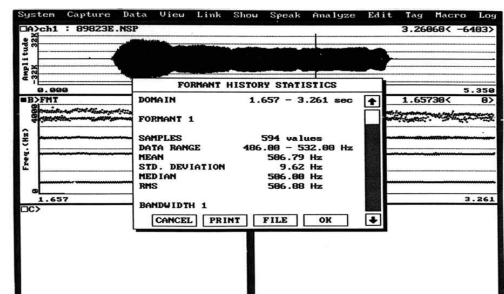 System Capture Data View Link Show Speak Analyze Edit Tag Macro Log
A>ch1 : 89823E.NSP 3.26060< -6483>
32K
Amplitude
-32K
0.000 5.350
B>FMT 1.65730< 0>
4000
Freq.(Hz)
0
1.657 3.261
C>
FORMANT HISTORY STATISTICS
DOMAIN 1.657 - 3.261 sec
FORMANT 1
SAMPLES 594 values
DATA RANGE 486.00 - 532.00 Hz
MEAN 506.79 Hz
STD. DEVIATION 9.62 Hz
MEDIAN 506.00 Hz
RMS 506.88 Hz
BANDWIDTH 1
CANCEL PRINT FILE OK